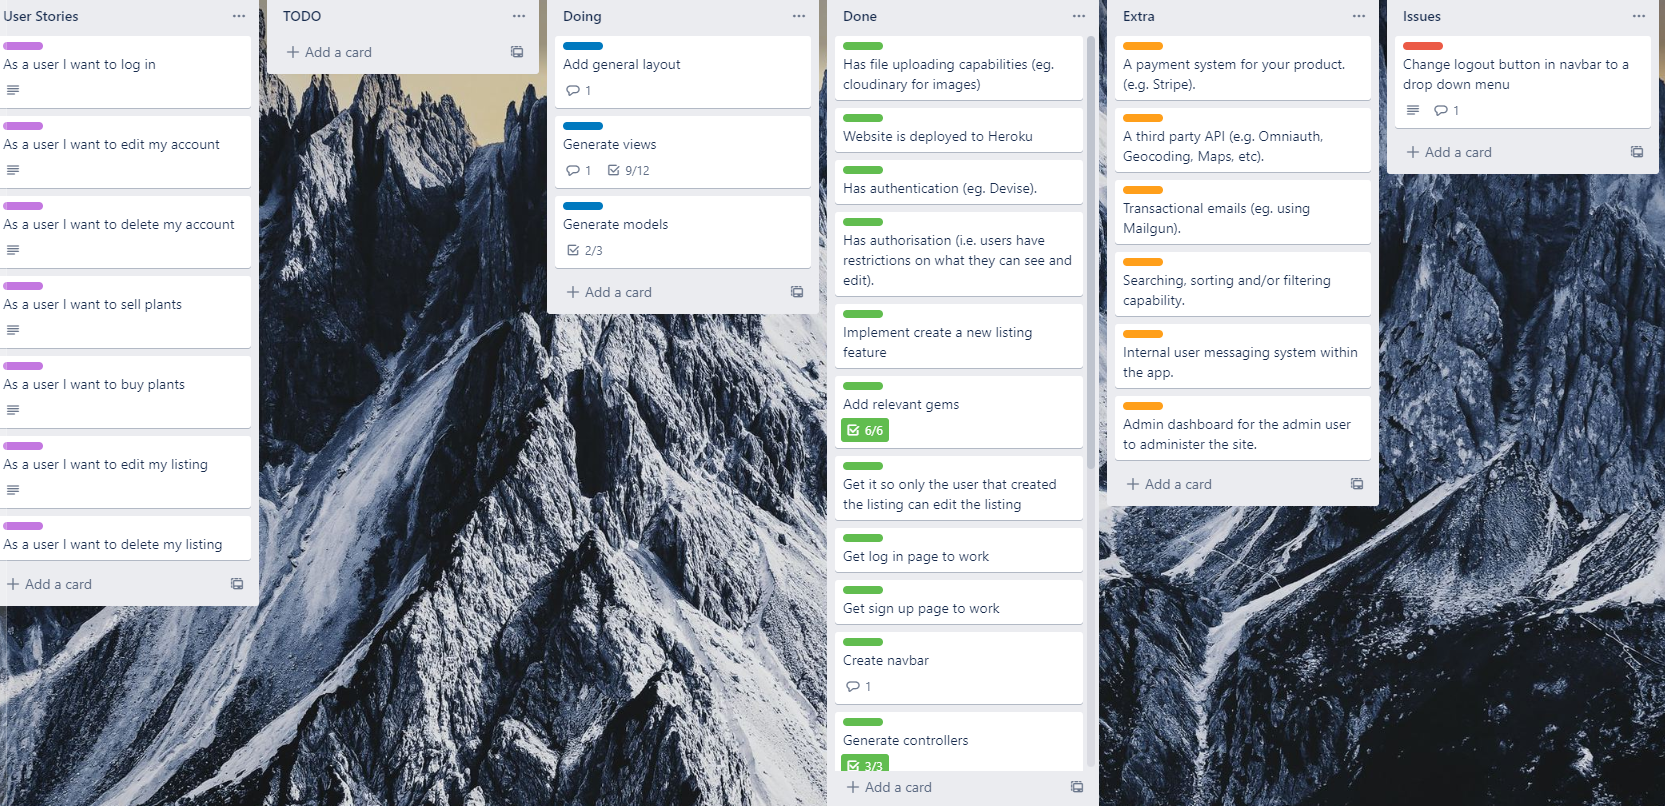 User Stories
As a user I want to log in
As a user I want to edit my account
As a user I want to delete my account
As a user I want to sell plants
As a user I want to buy plants
As a user I want to edit my listing
As a user I want to delete my listing
Add a card
TODO
Add a card
Doing
Add general layout
1
Generate views
1 9/12
Generate models
2/3
Add a card
Done
Has file uploading capabilities (eg.
cloudinary for images)
Website is deployed to Heroku
Has authentication (eg. Devise).
Has authorisation (i.e. users have
restrictions on what they can see and
edit).
Implement create a new listing
feature
Add relevant gems
6/6
Get it so only the user that created
the listing can edit the listing
Get log in page to work
Get sign up page to work
Create navbar
1
Generate controllers
3/3
Add a card
Extra
A payment system for your product.
(e.g. Stripe).
A third party API (e.g. Omniauth,
Geocoding, Maps, etc).
Transactional emails (eg. using
Mailgun).
Searching, sorting and/or filtering
capability.
Internal user messaging system within
the app.
Admin dashboard for the admin user
to administer the site.
Add a card
Issues
Change logout button in navbar to a
drop down menu
1
Add a card